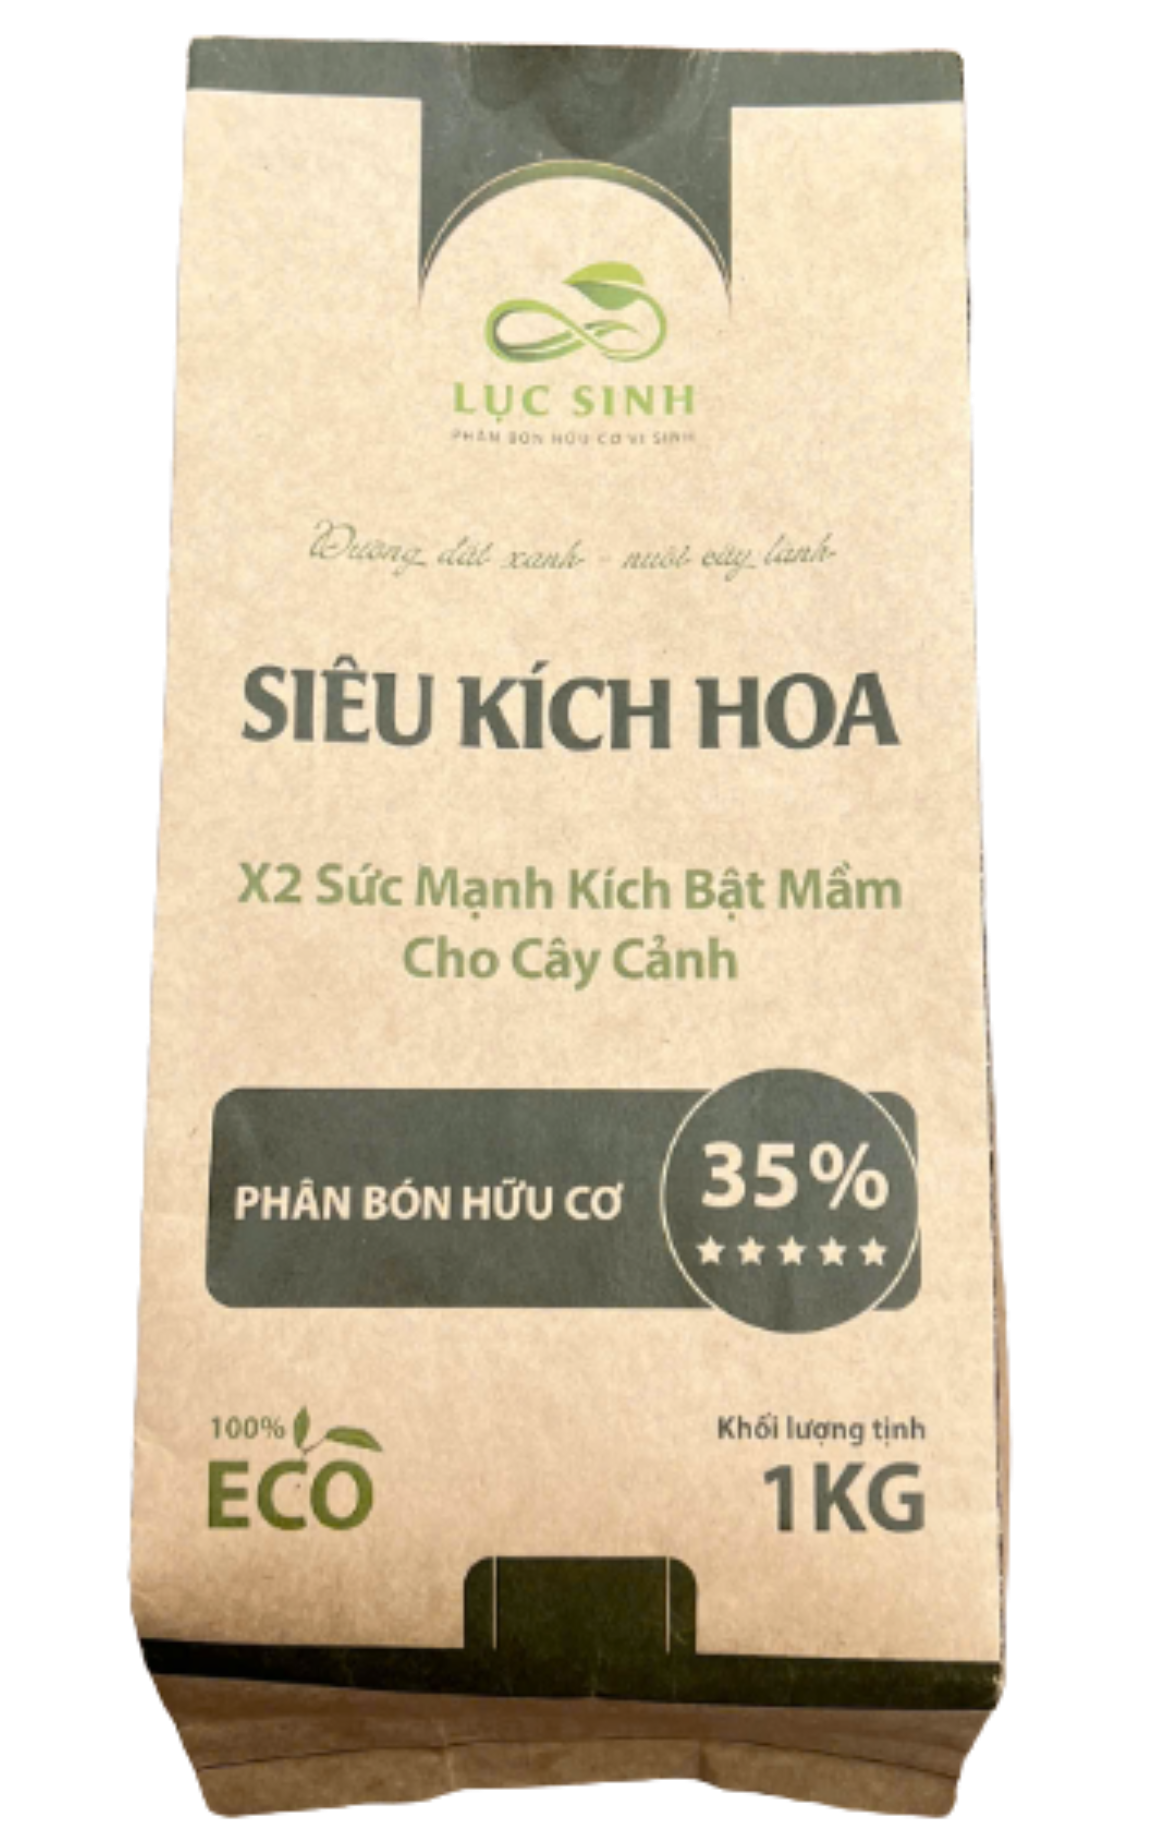 LỤC SINH
PHÂN BÓN HỮU CƠ VI SINH
Dưỡng đất xanh - nuôi cây lành
SIÊU KÍCH HOA
X2 Sức Mạnh Kích Bật Mầm
Cho Cây Cảnh
PHÂN BÓN HỮU CƠ
35%
100%
ECO
Khối lượng tịnh
1KG